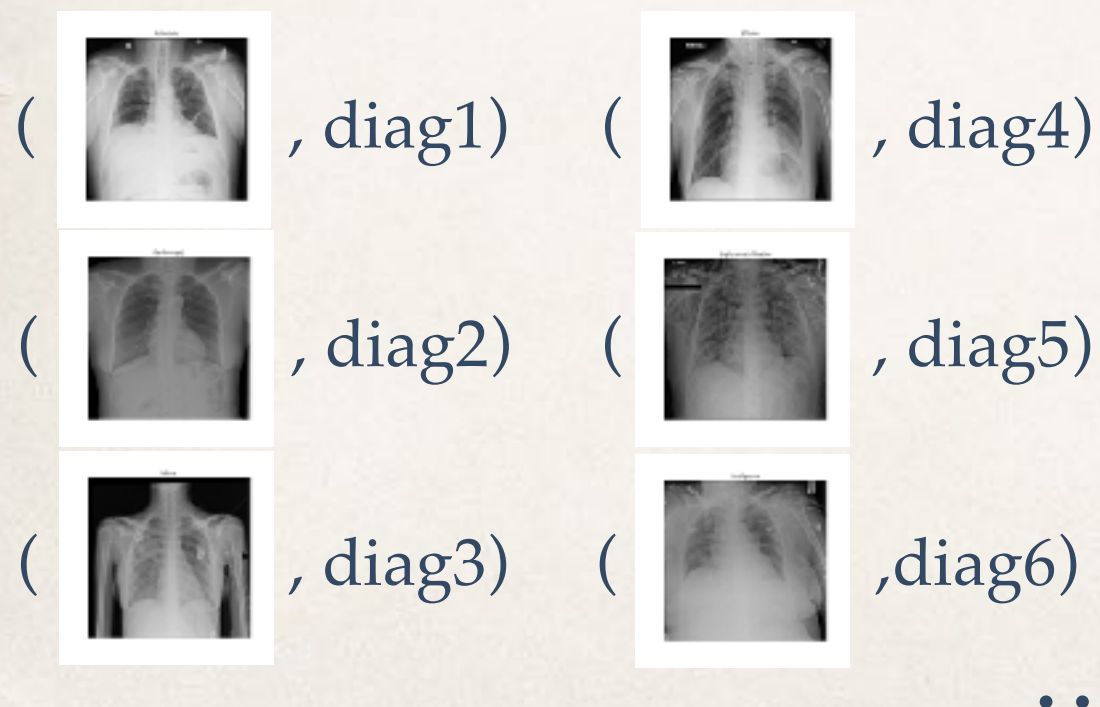 ( , diag1) ( , diag4)
( , diag2) ( , diag5)
( , diag3) ( ,diag6)